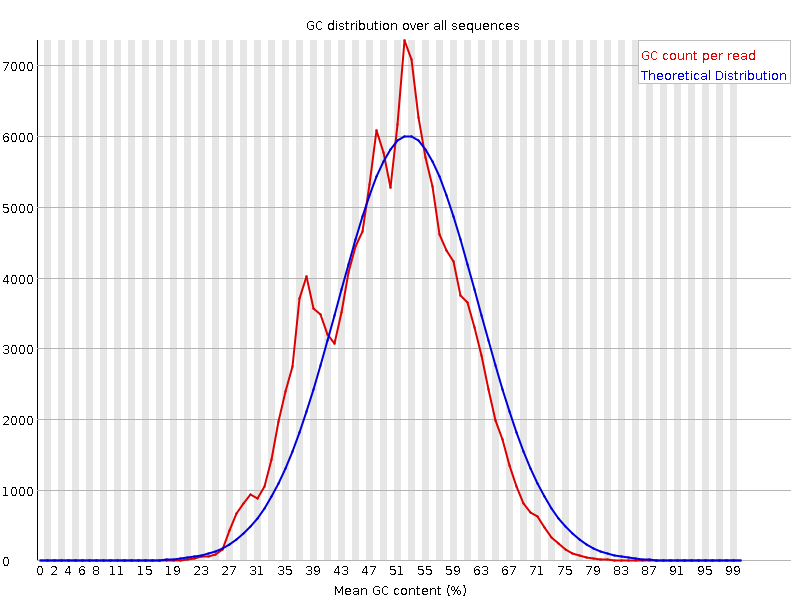 GC distribution over all sequences
GC count per read
Theoretical Distribution
7000
6000
5000
4000
3000
2000
1000
0
0 2 4 6 8 11 15 19 23 27 31 35 39 43 47 51 55 59 63 67 71 75 79 83 87 91 95 99
Mean GC content (%)